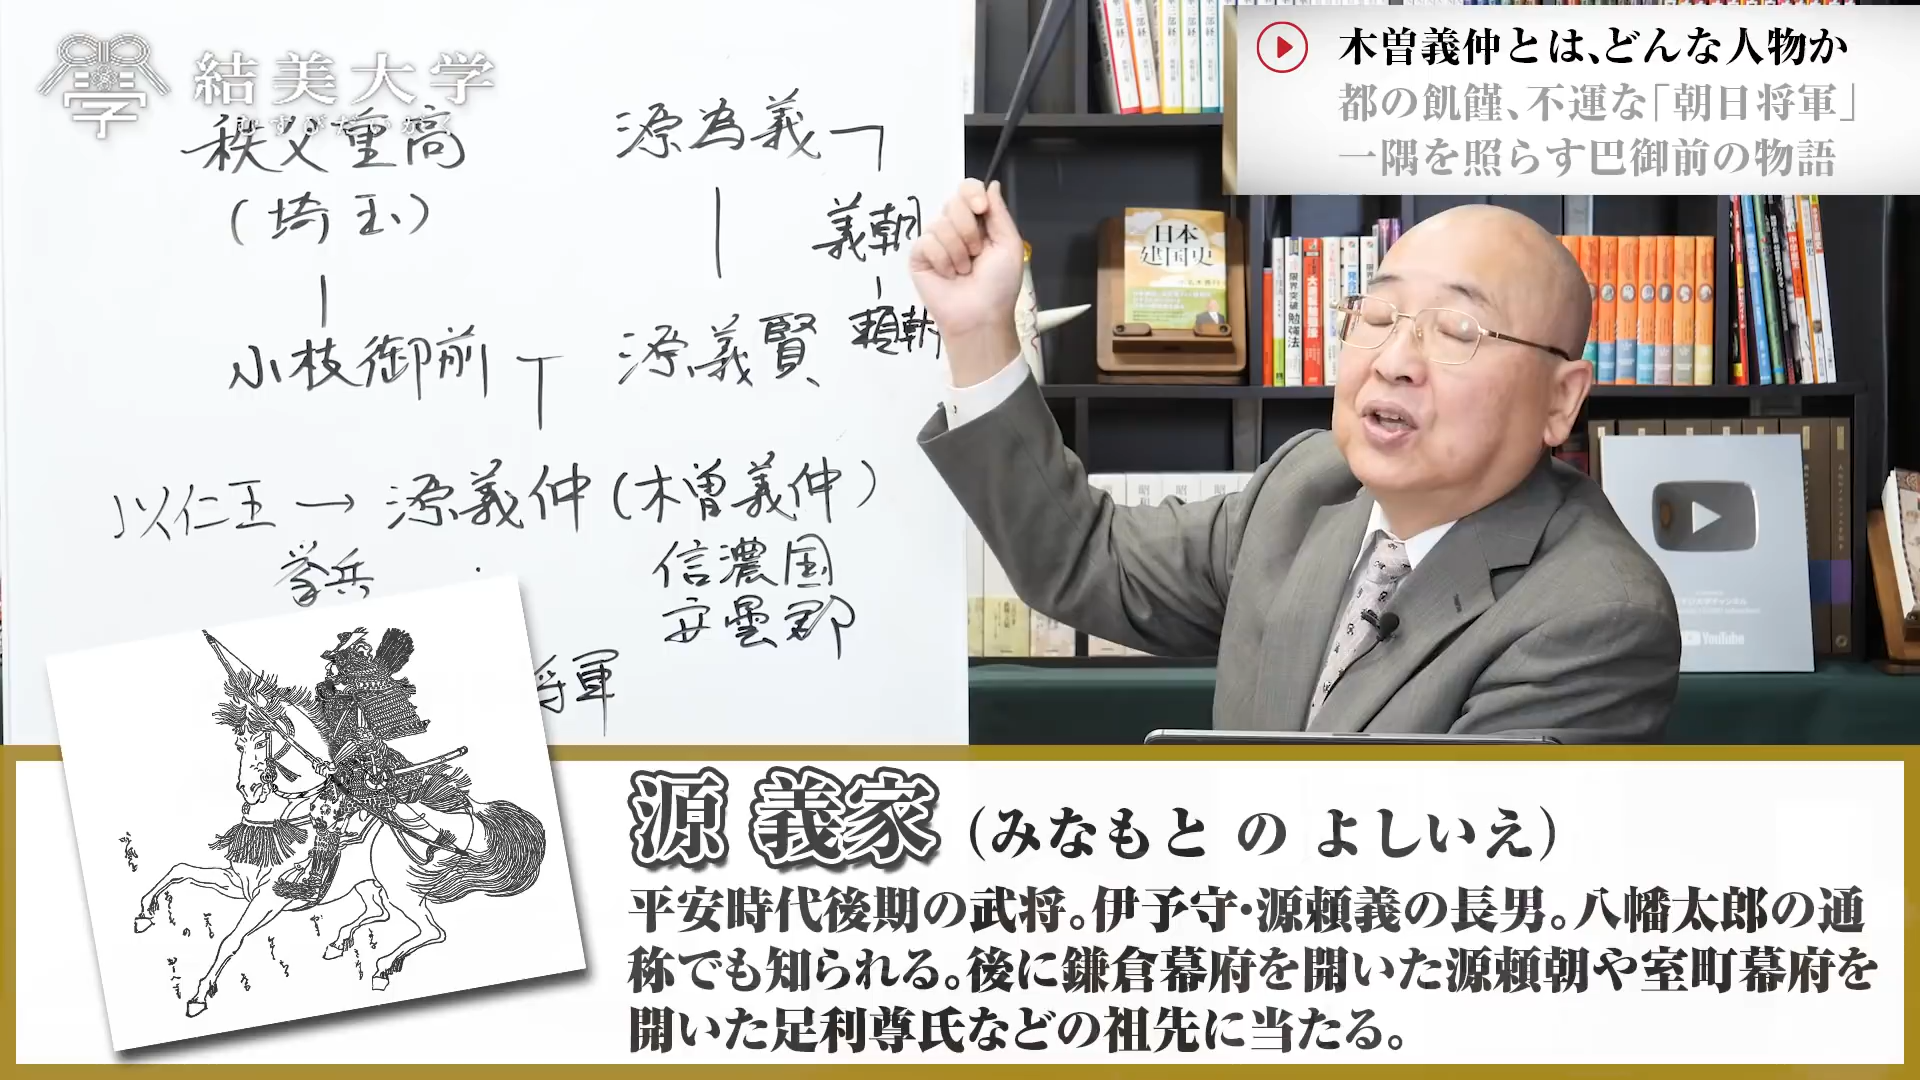 結美大学
むすびだいがく
木曽義仲とは、どんな人物か
都の飢饉、不運な「朝日将軍」
一隅を照らす巴御前の物語
秩父重高
(埼玉)
小枝御前
源為義
義朝
頼朝
源義賢
以仁王→源義仲(木曽義仲)
挙兵
信濃国
安曇郡
将軍
日本
建国史
YouTube
源 義家 (みなもと の よしいえ)
平安時代後期の武将。伊予守・源頼義の長男。八幡太郎の通
称でも知られる。後に鎌倉幕府を開いた源頼朝や室町幕府を
開いた足利尊氏などの祖先に当たる。